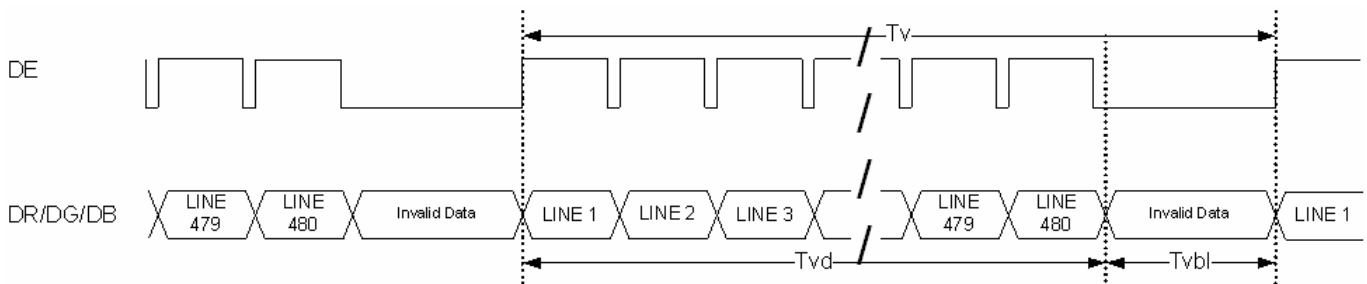 Tv
DE
DR/DG/DB
LINE 479
LINE 480
Invalid Data
LINE 1
LINE 2
LINE 3
LINE 479
LINE 480
Invalid Data
LINE 1
Tvd
Tvbl